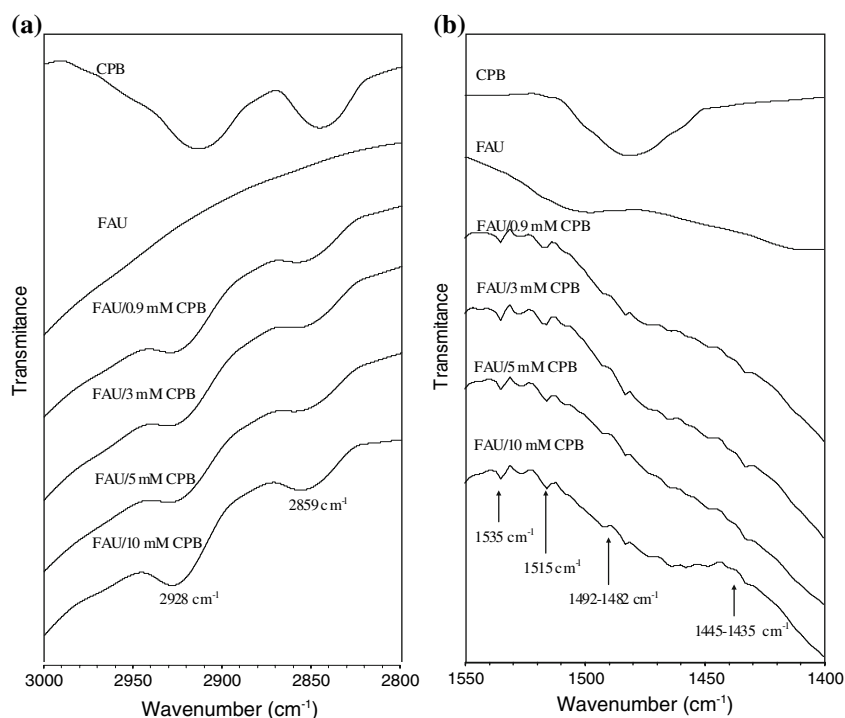 (a)
CPB
FAU
FAU/0.9 mM CPB
FAU/3 mM CPB
FAU/5 mM CPB
FAU/10 mM CPB
2859 cm-1
2928 cm-1
Transmitance
3000 2950 2900 2850 2800
Wavenumber (cm-1)
(b)
CPB
FAU
FAU/0.9 mM CPB
FAU/3 mM CPB
FAU/5 mM CPB
FAU/10 mM CPB
1535 cm-1
1515 cm-1
1492-1482 cm-1
1445-1435 cm-1
Transmitance
1550 1500 1450 1400
Wavenumber (cm-1)